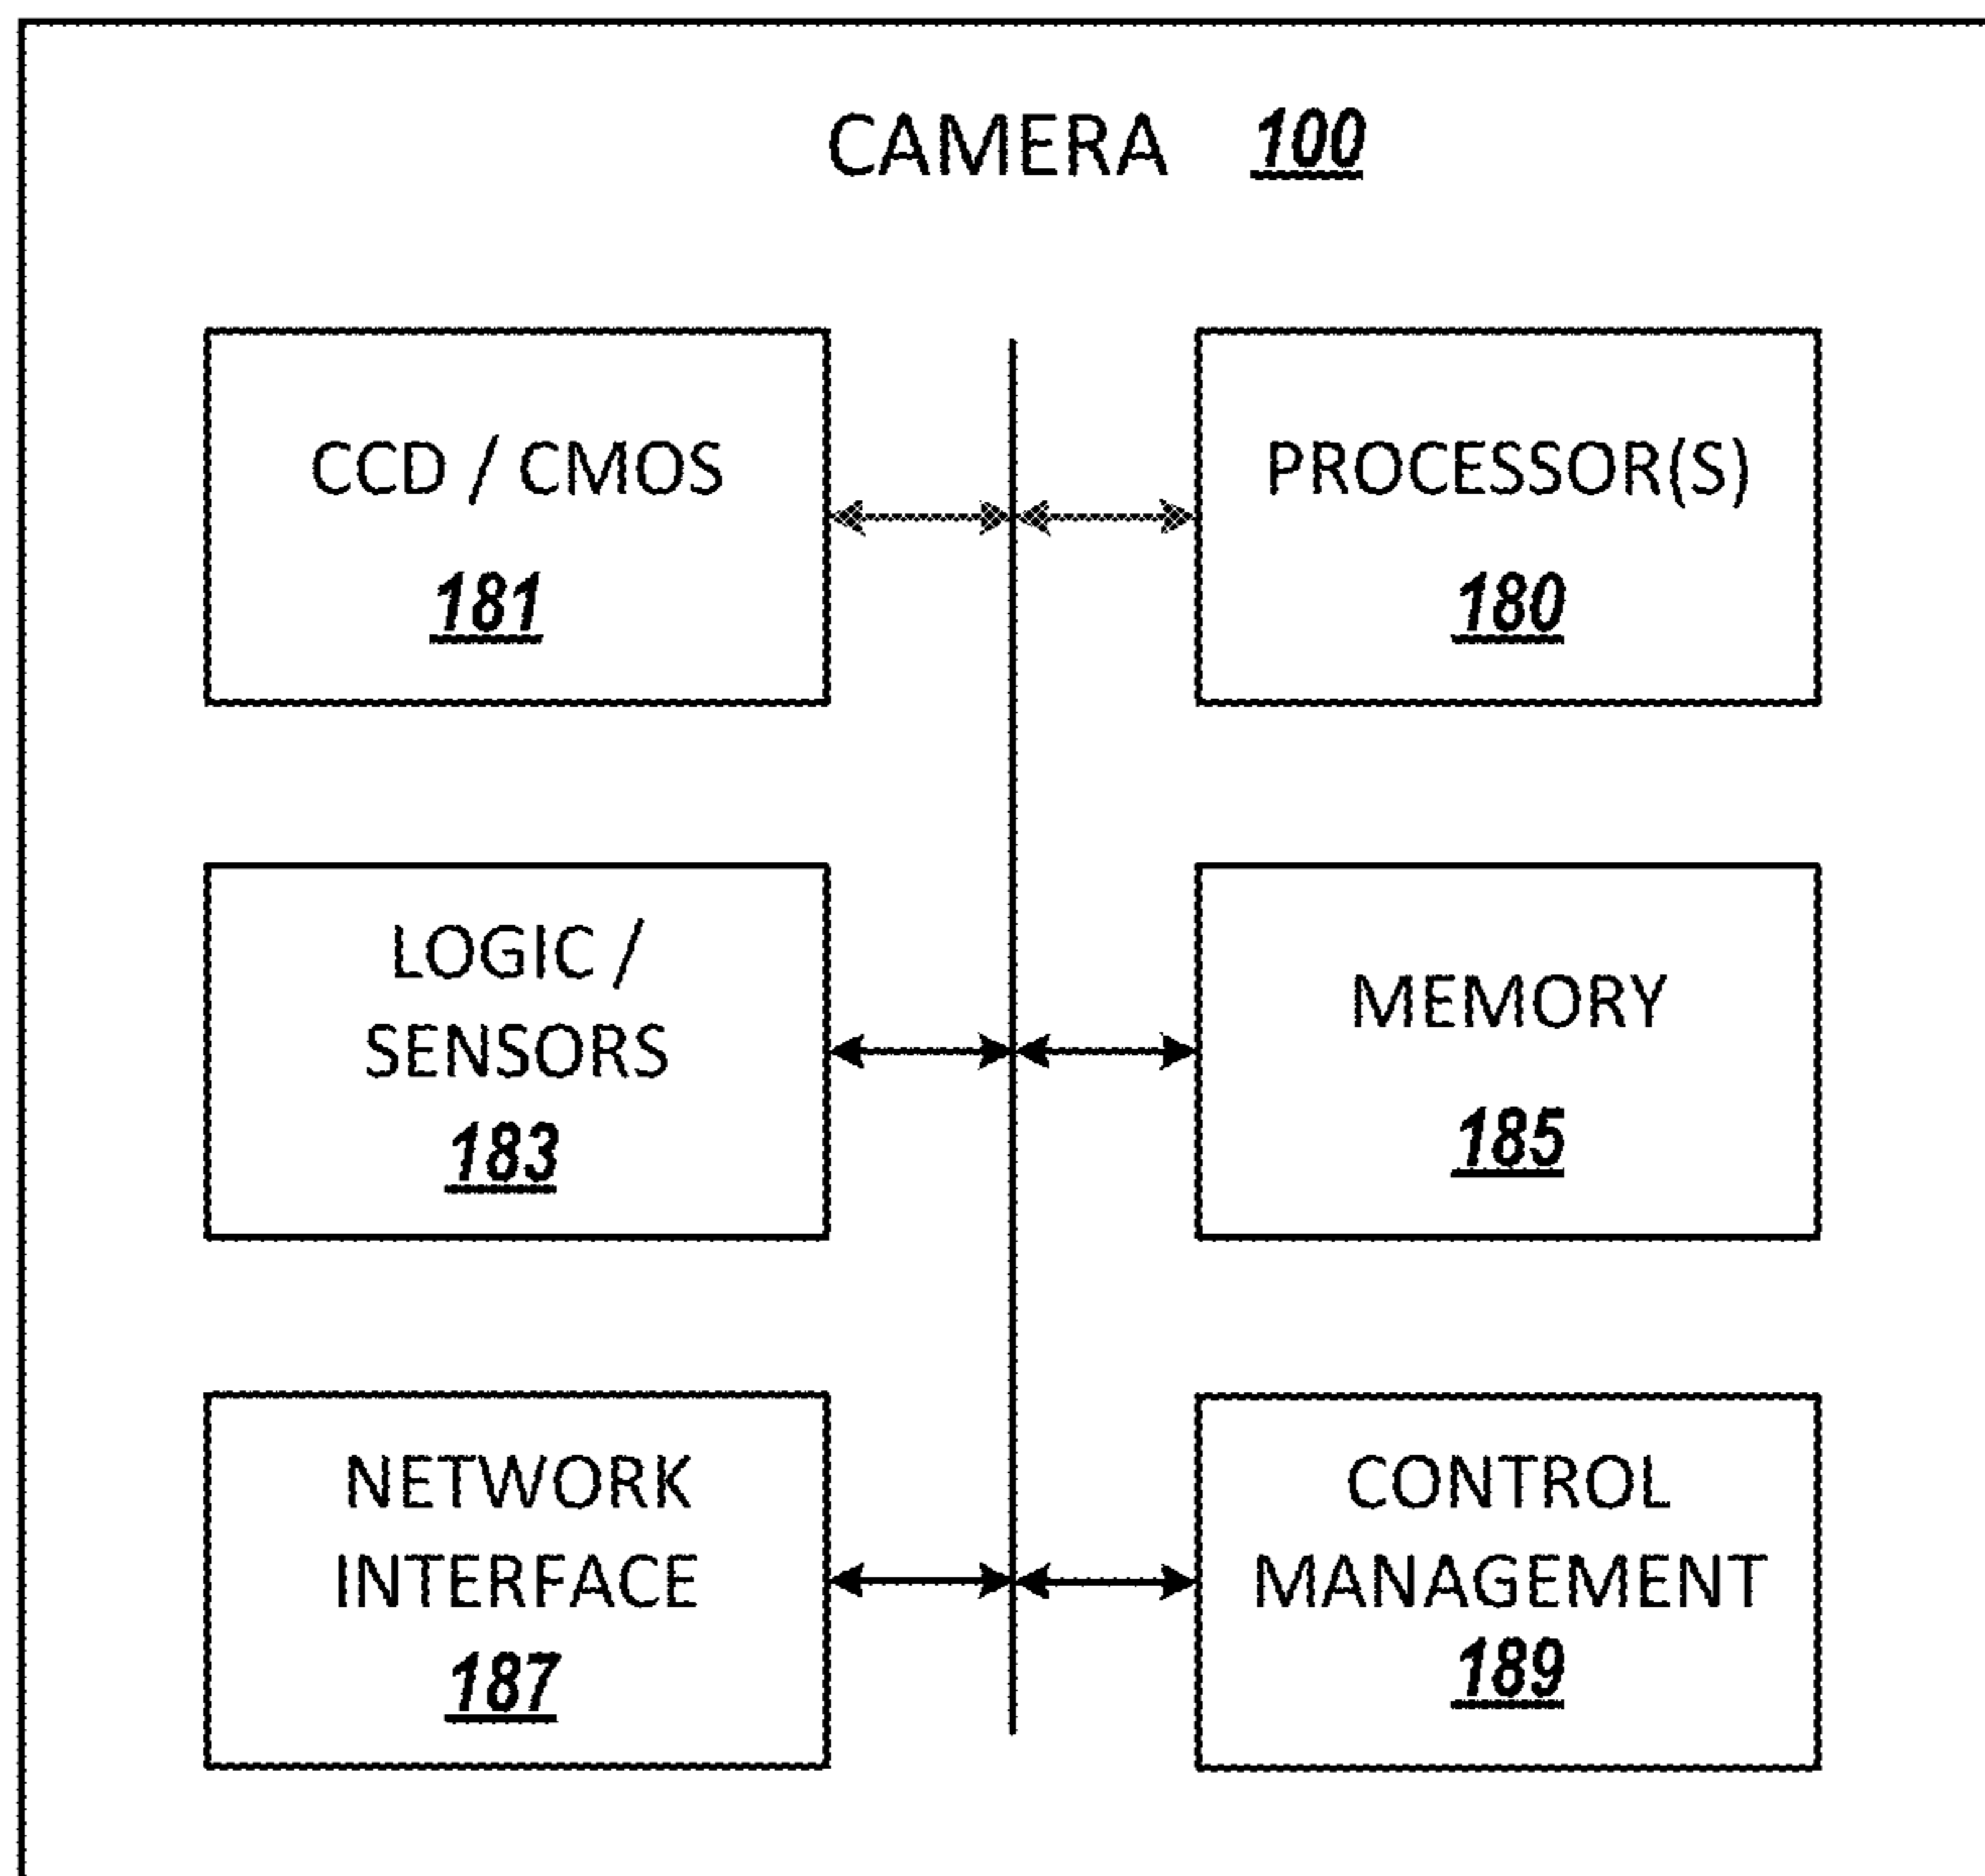 CAMERA 100
CCD / CMOS
181
PROCESSOR(S)
180
LOGIC /
SENSORS
183
MEMORY
185
NETWORK
INTERFACE
187
CONTROL
MANAGEMENT
189